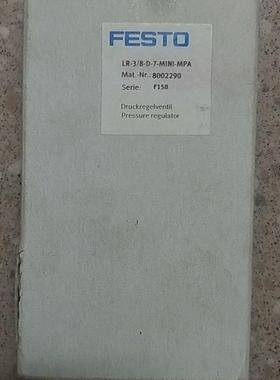 FESTO
LR-3/8-D-7-MINI-MPA
Mat.-Nr.: 8002290
Serie: F158
Druckregelventil
Pressure regulator